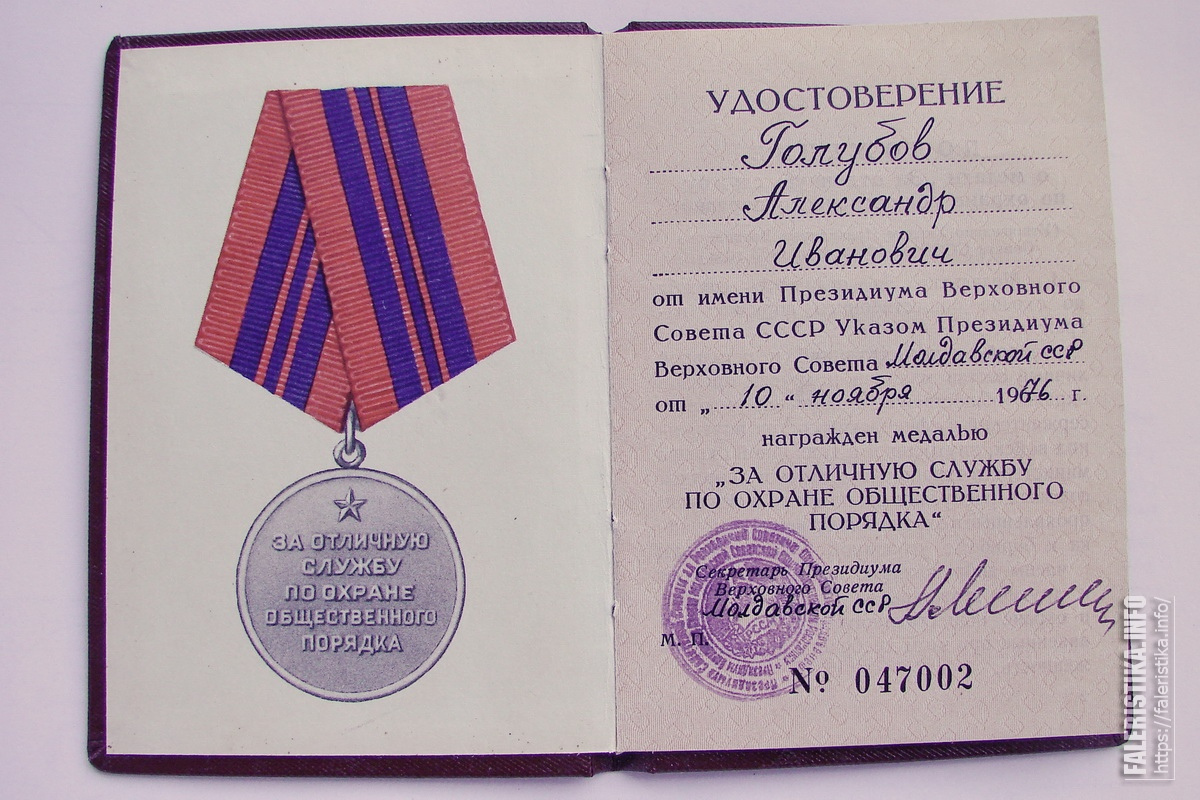 ЗА ОТЛИЧНУЮ
СЛУЖБУ
ПО ОХРАНЕ
ОБЩЕСТВЕННОГО
ПОРЯДКА
УДОСТОВЕРЕНИЕ
Голубов
Александр
Иванович
от имени Президиума Верховного
Совета СССР Указом Президиума
Верховного Совета Молдавской ССР
от „10“ ноября 1976 г.
награжден медалью
„ЗА ОТЛИЧНУЮ СЛУЖБУ
ПО ОХРАНЕ ОБЩЕСТВЕННОГО
ПОРЯДКА“
Секретарь Президиума
Верховного Совета
Молдавской ССР
М. П.
№ 047002
FALERISTIKA.INFO
https://faleristika.info/